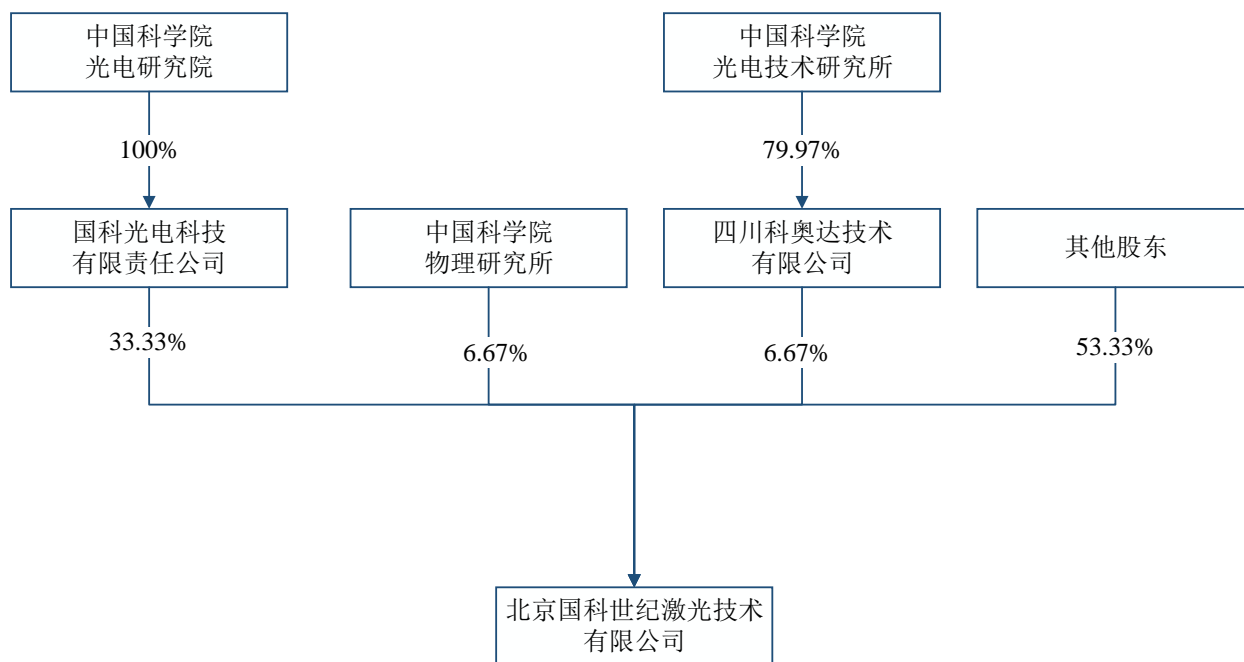 中国科学院
光电研究院
中国科学院
光电技术研究所
100%
79.97%
国科光电科技
有限责任公司
中国科学院
物理研究所
四川科奥达技术
有限公司
其他股东
33.33%
6.67%
6.67%
53.33%
北京国科世纪激光技术
有限公司